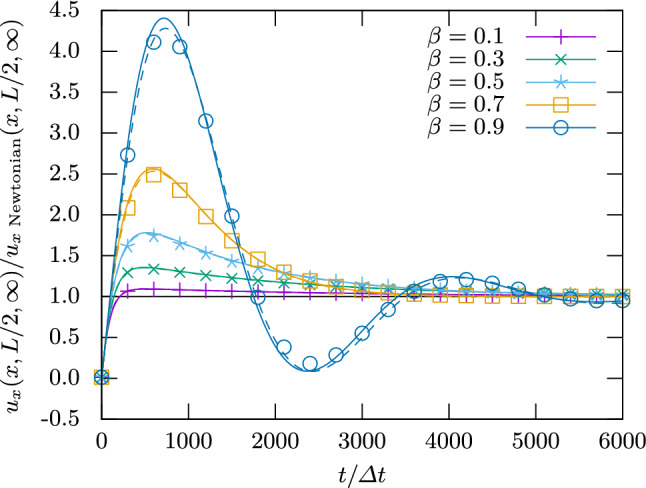 u_x(x, L/2, ∞)/u_{x Newtonian}(x, L/2, ∞)
4.5
4.0
3.5
3.0
2.5
2.0
1.5
1.0
0.5
0.0
-0.5
β = 0.1
β = 0.3
β = 0.5
β = 0.7
β = 0.9
0 1000 2000 3000 4000 5000 6000
t/Δt